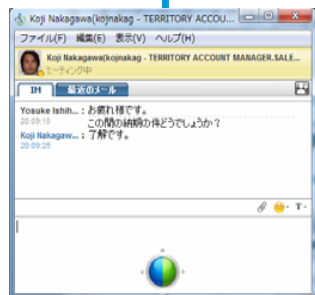 Koji Nakagawa(kojnakag - TERRITORY ACCOU...
ファイル(F) 編集(E) 表示(V) ヘルプ(H)
Koji Nakagawa(kojnakag - TERRITORY ACCOUNT MANAGER.SALE...
ミーティング中
IM 最近のメール
Yosuke Ishih... : お疲れ様です。
20:09:10 この間の納期の件どうでしょうか?
Koji Nakagaw... : 了解です。
20:09:25
T